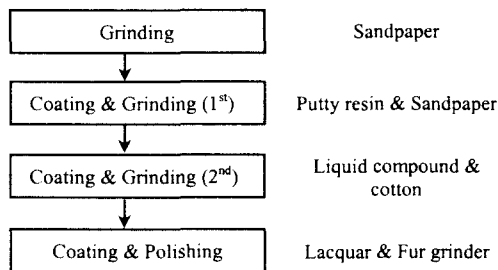 Grinding Sandpaper
Coating & Grinding (1st) Putty resin & Sandpaper
Coating & Grinding (2nd) Liquid compound &
cotton
Coating & Polishing Lacquar & Fur grinder